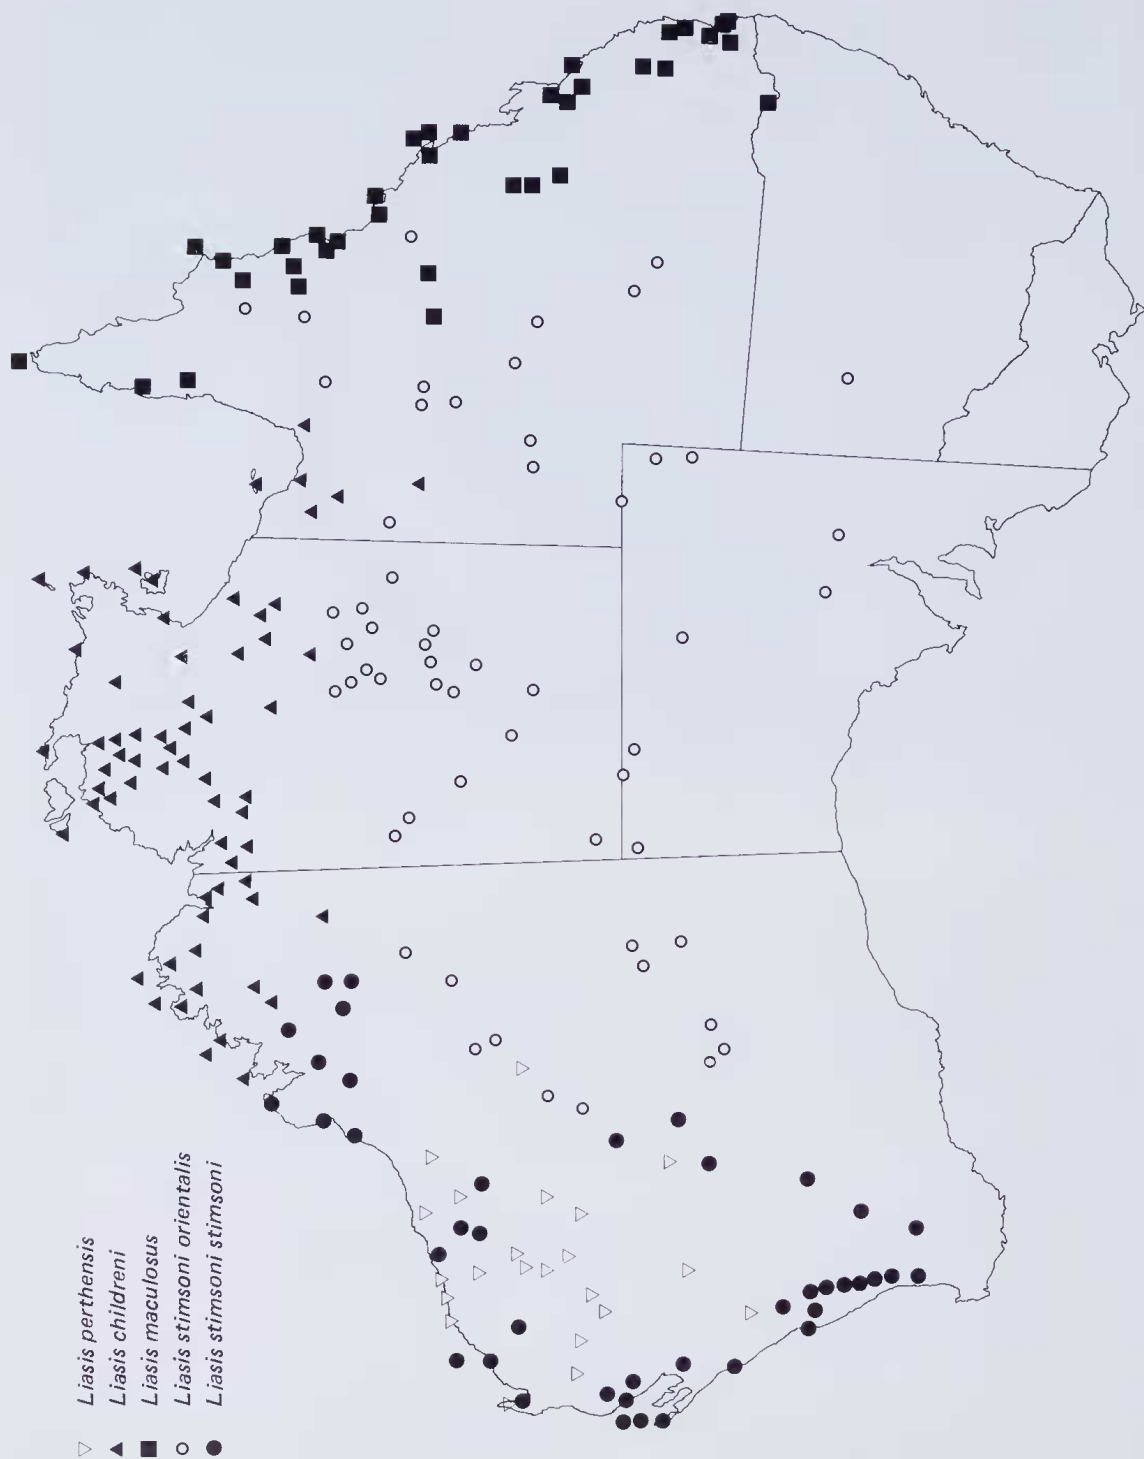 Liasis perthensis
Liasis childreni
Liasis maculosus
Liasis stimsoni orientalis
Liasis stimsoni stimsoni